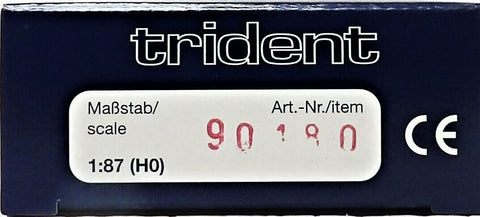 trident
Maßstab/ Art.-Nr./item
scale 90180
1:87 (H0)
CE